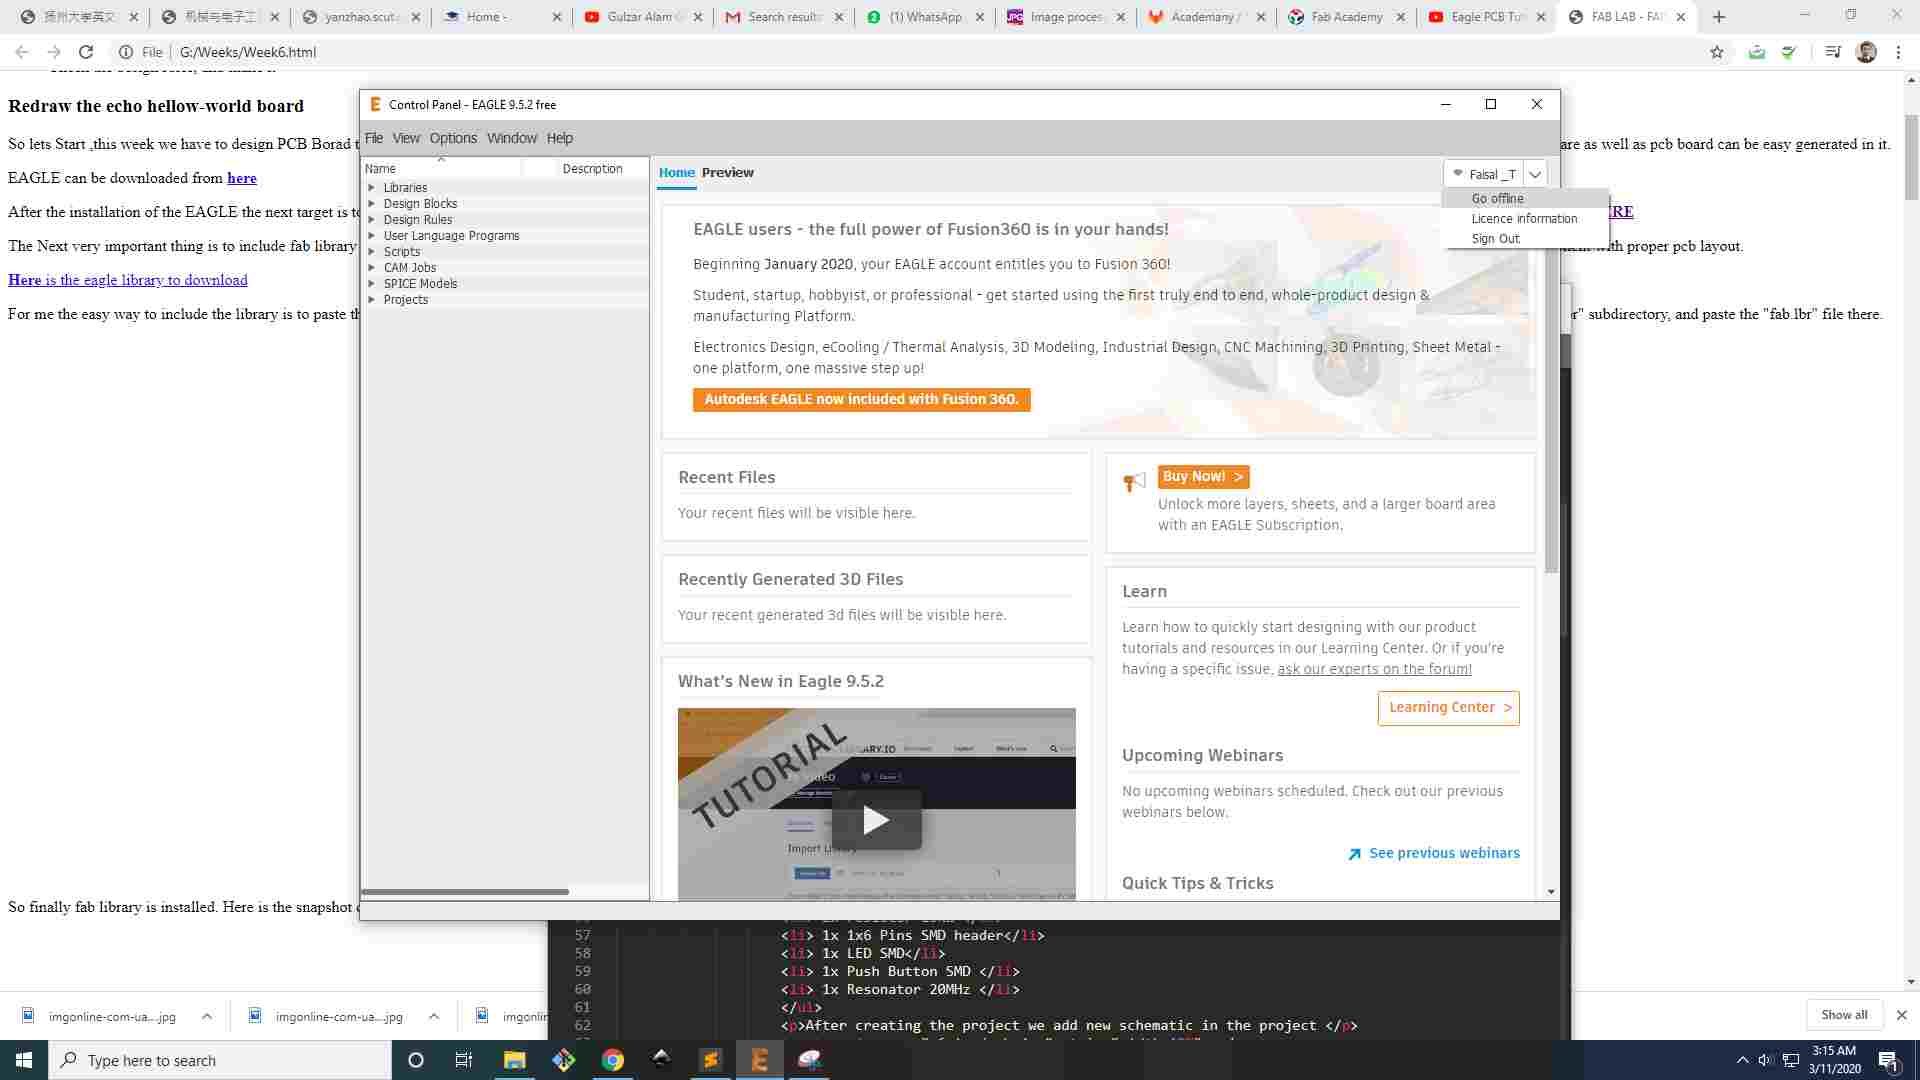 扬州大學英文
机械与电子工
yanzhao.scut.
Home -
Gulzar Alam
Search results
(1) WhatsApp
Image proces
Academany /
Fab Academy
Eagle PCB Tut
FAB LAB - FAI
File | G:/Weeks/Week6.html
Redraw the echo hellow-world board
So lets Start ,this week we have to design PCB Borad
are as well as pcb board can be easy generated in it.
EAGLE can be downloaded from here
After the installation of the EAGLE the next target is to
ERE
The Next very important thing is to include fab library
with proper pcb layout.
Here is the eagle library to download
For me the easy way to include the library is to paste th
subdirectory, and paste the "fab.lbr" file there.
So finally fab library is installed. Here is the snapshot
Control Panel - EAGLE 9.5.2 free
File View Options Window Help
Name Description
Libraries
Design Blocks
Design Rules
User Language Programs
Scripts
CAM Jobs
SPICE Models
Projects
Home Preview
Faisal _T
Go offline
Licence information
Sign Out
EAGLE users - the full power of Fusion360 is in your hands!
Beginning January 2020, your EAGLE account entitles you to Fusion 360!
Student, startup, hobbyist, or professional - get started using the first truly end to end, whole-product design &
manufacturing Platform.
Electronics Design, eCooling / Thermal Analysis, 3D Modeling, Industrial Design, CNC Machining, 3D Printing, Sheet Metal -
one platform, one massive step up!
Autodesk EAGLE now included with Fusion 360.
Recent Files
Your recent files will be visible here.
Recently Generated 3D Files
Your recent generated 3d files will be visible here.
What's New in Eagle 9.5.2
TUTORIAL
LIBRARY.IO
Import Library
Buy Now! >
Unlock more layers, sheets, and a larger board area
with an EAGLE Subscription.
Learn
Learn how to quickly start designing with our product
tutorials and resources in our Learning Center. Or if you're
having a specific issue, ask our experts on the forum!
Learning Center >
Upcoming Webinars
No upcoming webinars scheduled. Check out our previous
webinars below.
See previous webinars
Quick Tips & Tricks
57 <li> 1x 1x6 Pins SMD header</li>
58 <li> 1x LED SMD</li>
59 <li> 1x Push Button SMD </li>
60 <li> 1x Resonator 20MHz </li>
61 </ul>
62 <p>After creating the project we add new schematic in the project </p>
imgonline-com-ua....jpg
imgonline-com-ua....jpg
imgonlin
Show all
Type here to search
3:15 AM
3/11/2020
1